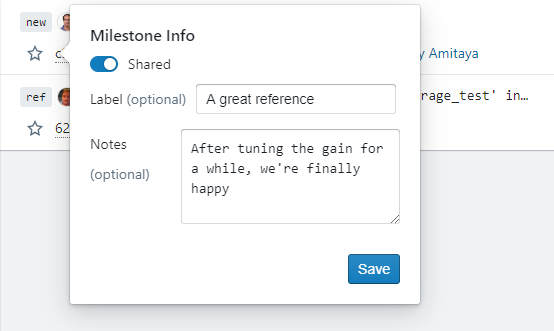 new
Milestone Info
Shared
y Amitaya
Label (optional) A great reference
ref
rage_test' in…
62
Notes
(optional)
After tuning the gain for
a while, we're finally
happy
Save